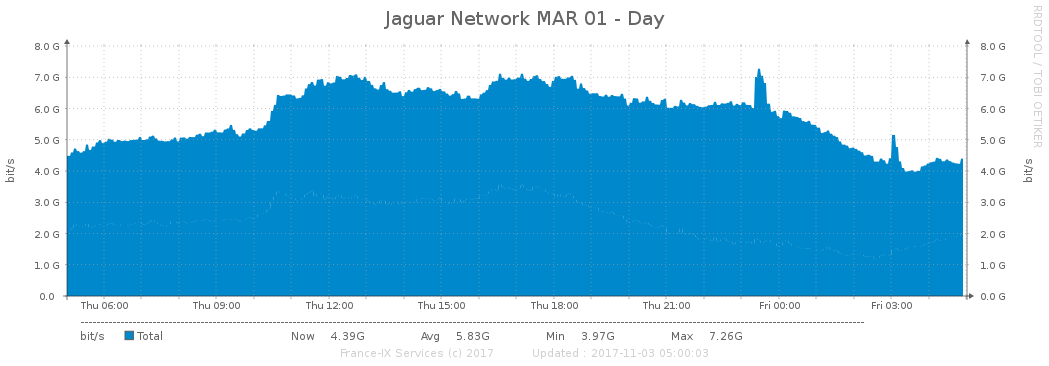 Jaguar Network MAR 01 - Day
RRDTOOL / TOBI OETIKER
bit/s
8.0 G
7.0 G
6.0 G
5.0 G
4.0 G
3.0 G
2.0 G
1.0 G
0.0
8.0 G
7.0 G
6.0 G
5.0 G
4.0 G
3.0 G
2.0 G
1.0 G
0.0 G
bit/s
Thu 06:00 Thu 09:00 Thu 12:00 Thu 15:00 Thu 18:00 Thu 21:00 Fri 00:00 Fri 03:00
bit/s Total Now 4.39G Avg 5.83G Min 3.97G Max 7.26G
France-IX Services (c) 2017 Updated : 2017-11-03 05:00:03